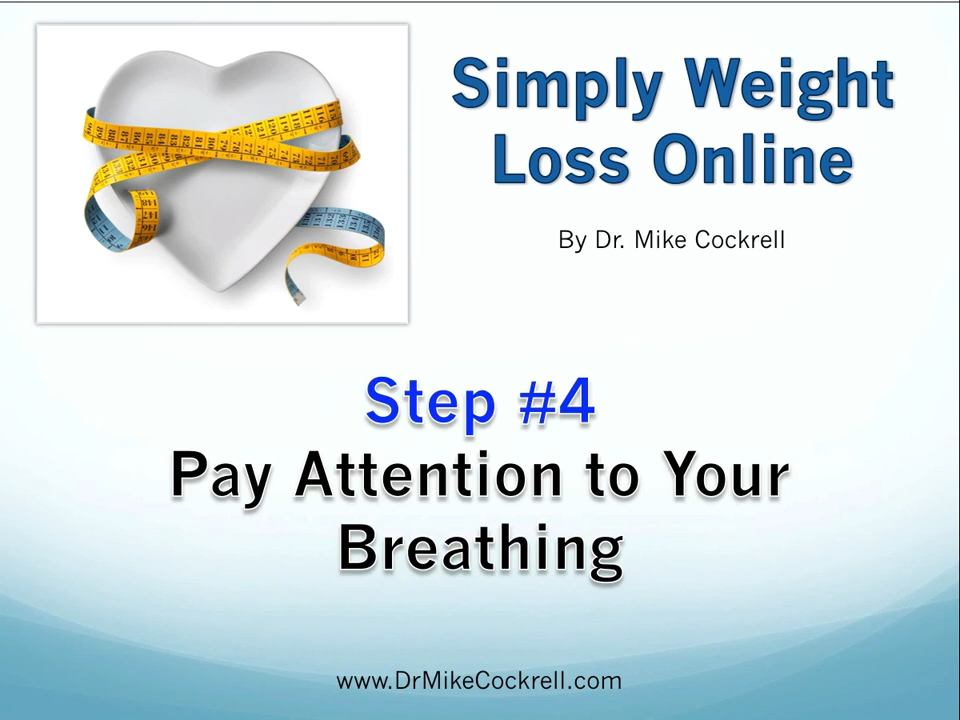 Simply Weight
Loss Online
By Dr. Mike Cockrell
Step #4
Pay Attention to Your
Breathing
www.DrMikeCockrell.com